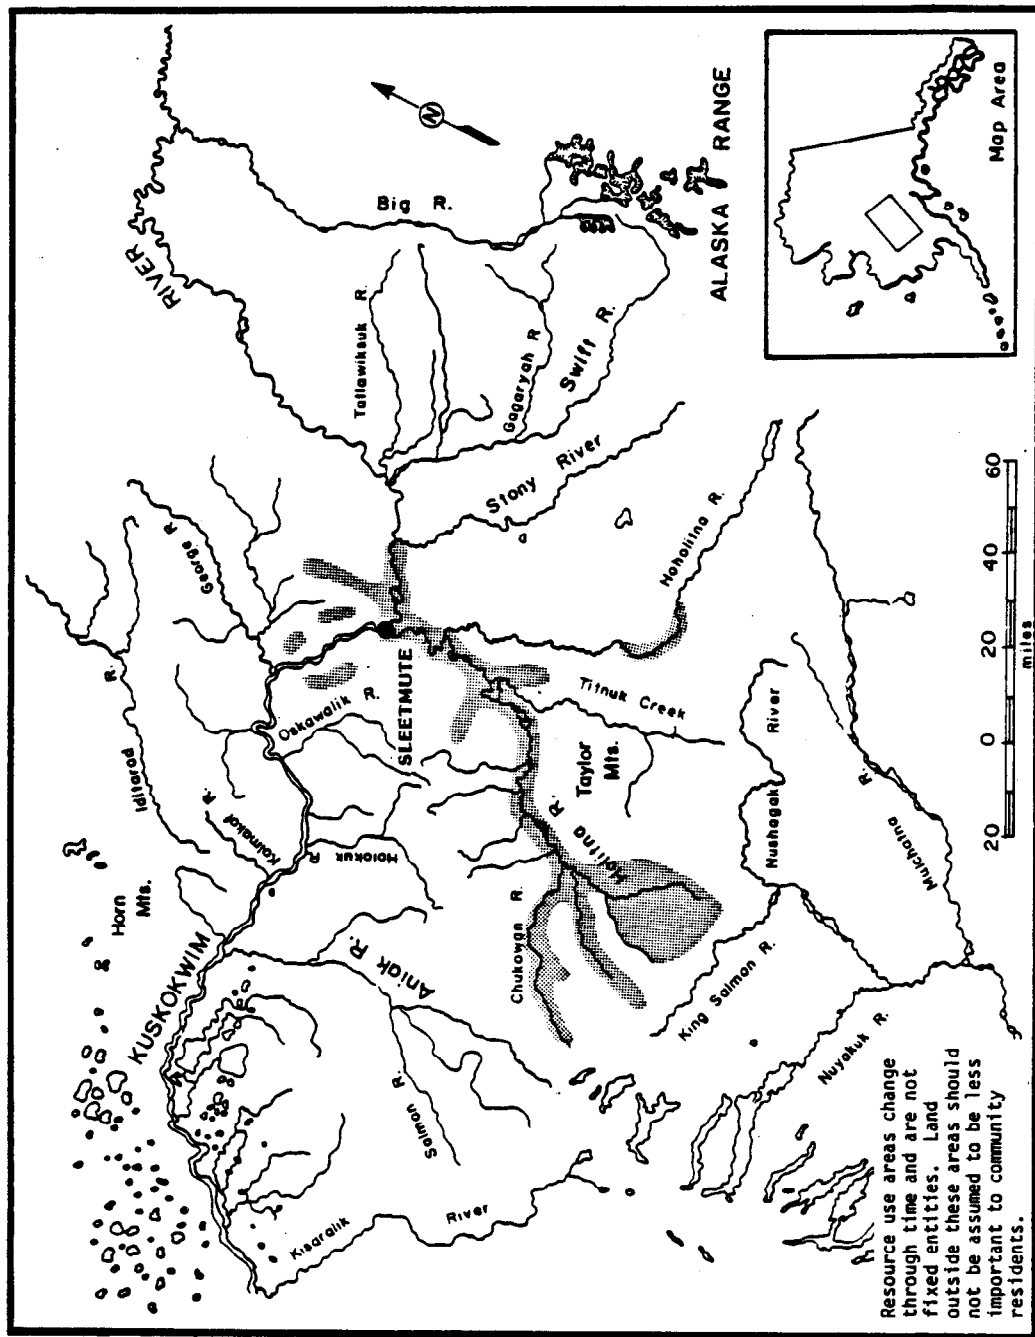 KUSKOKWIM
RIVER
Horn
Mts.
Iditarod R.
George R.
Kolmakof R.
Oskawalik R.
Holokuk R.
Aniak R.
Salmon R.
Kisaralik River
SLEETMUTE
Tatlawiksuk R.
Big R.
Gagaryah R
Swift R.
Stony River
Hoholitna R.
Titnuk Creek
Taylor
Mts.
Holitna R.
Chukowan R.
Nushagak River
Mulchatna R.
King Salmon R.
Nuyakuk R.
ALASKA RANGE
N
Map Area
20 0 20 40 60
miles
Resource use areas change
through time and are not
fixed entities. Land
outside these areas should
not be assumed to be less
important to community
residents.